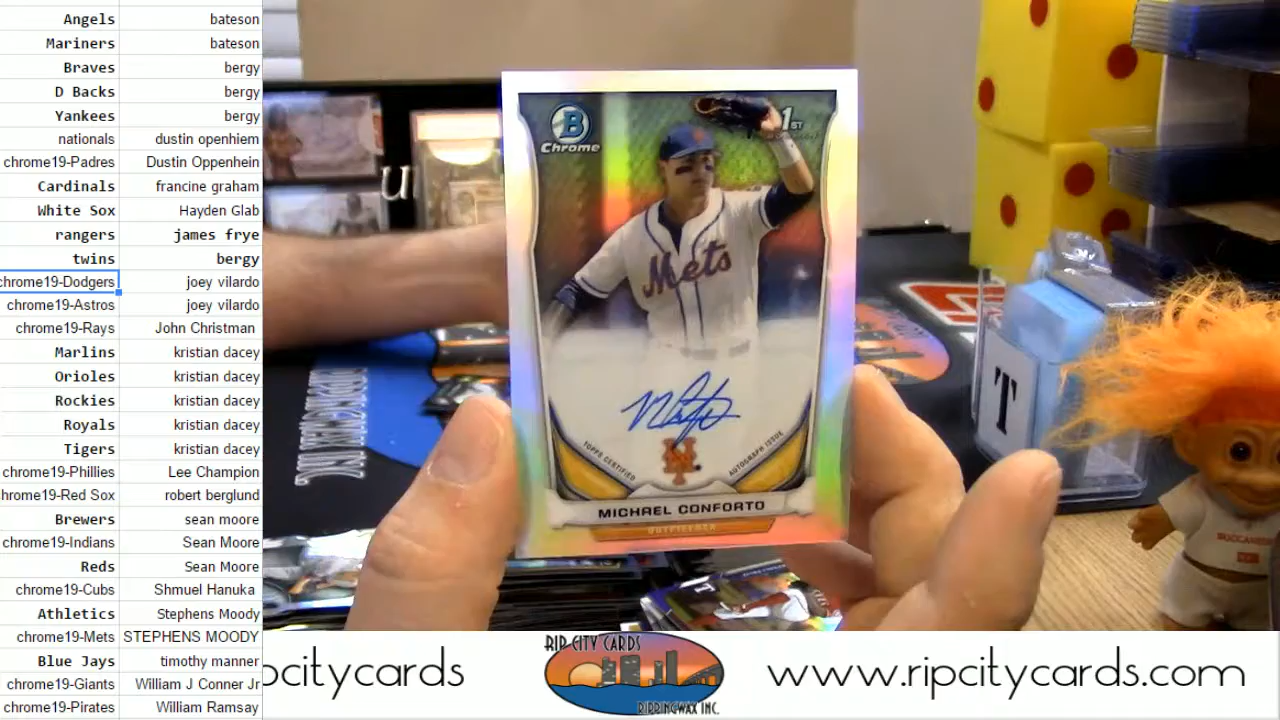 Angels bateson
Mariners bateson
Braves bergy
D Backs bergy
Yankees bergy
nationals dustin openhiem
chrome19-Padres Dustin Oppenhein
Cardinals francine graham
White Sox Hayden Glab
rangers james frye
twins bergy
chrome19-Dodgers joey vilardo
chrome19-Astros joey vilardo
chrome19-Rays John Christman
Marlins kristian dacey
Orioles kristian dacey
Rockies kristian dacey
Royals kristian dacey
Tigers kristian dacey
chrome19-Phillies Lee Champion
hrome19-Red Sox robert berglund
Brewers sean moore
chrome19-Indians Sean Moore
Reds Sean Moore
chrome19-Cubs Shmuel Hanuka
Athletics Stephens Moody
chrome19-Mets STEPHENS MOODY
Blue Jays timothy manner
chrome19-Giants William J Conner Jr
chrome19-Pirates William Ramsay
B
Chrome
1ST
Mets
TOPPS CERTIFIED
AUTOGRAPH ISSUE
NY
MICHAEL CONFORTO
OUTFIELDER
u
T
BUCCANEERS
ipcitycards
RIP CITY CARDS
RIPPINGWAX INC.
www.ripcitycards.com